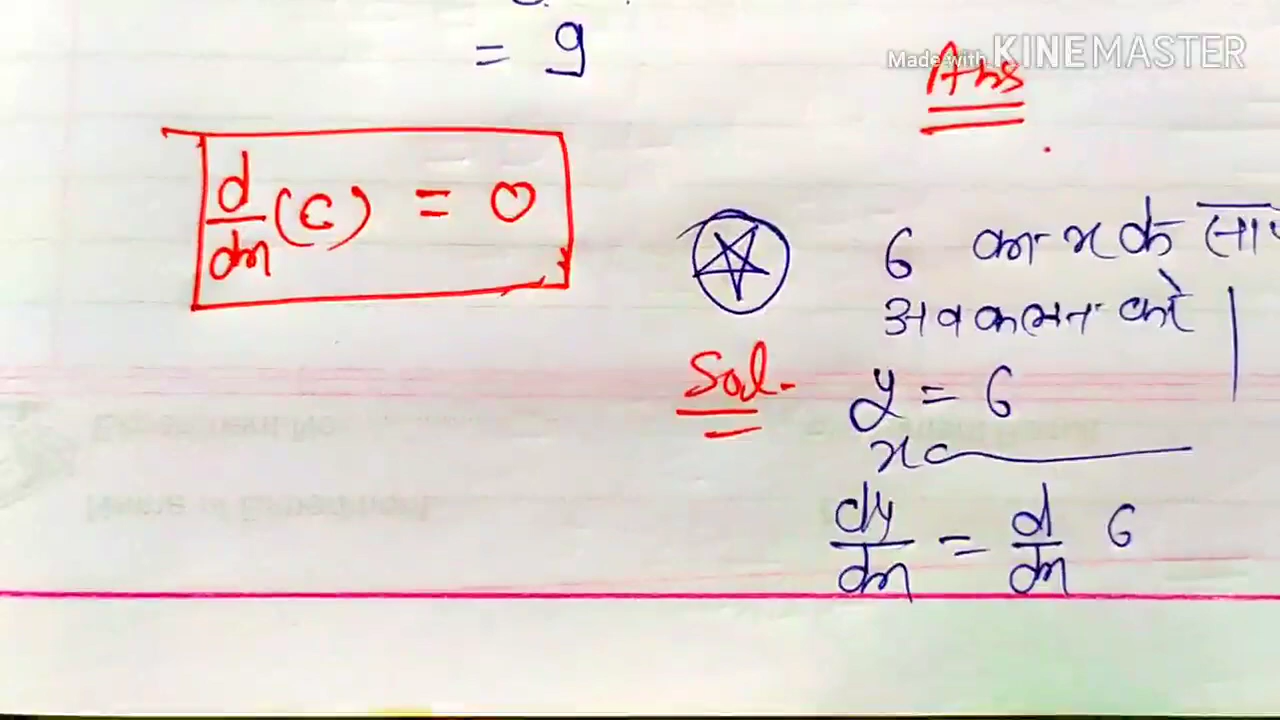 = 9
Made with KINEMASTER
Ans
d/dx (C) = 0
6 का x के
अवकलन करे |
Sol.
y = 6
x
dy/dx = d/dx 6